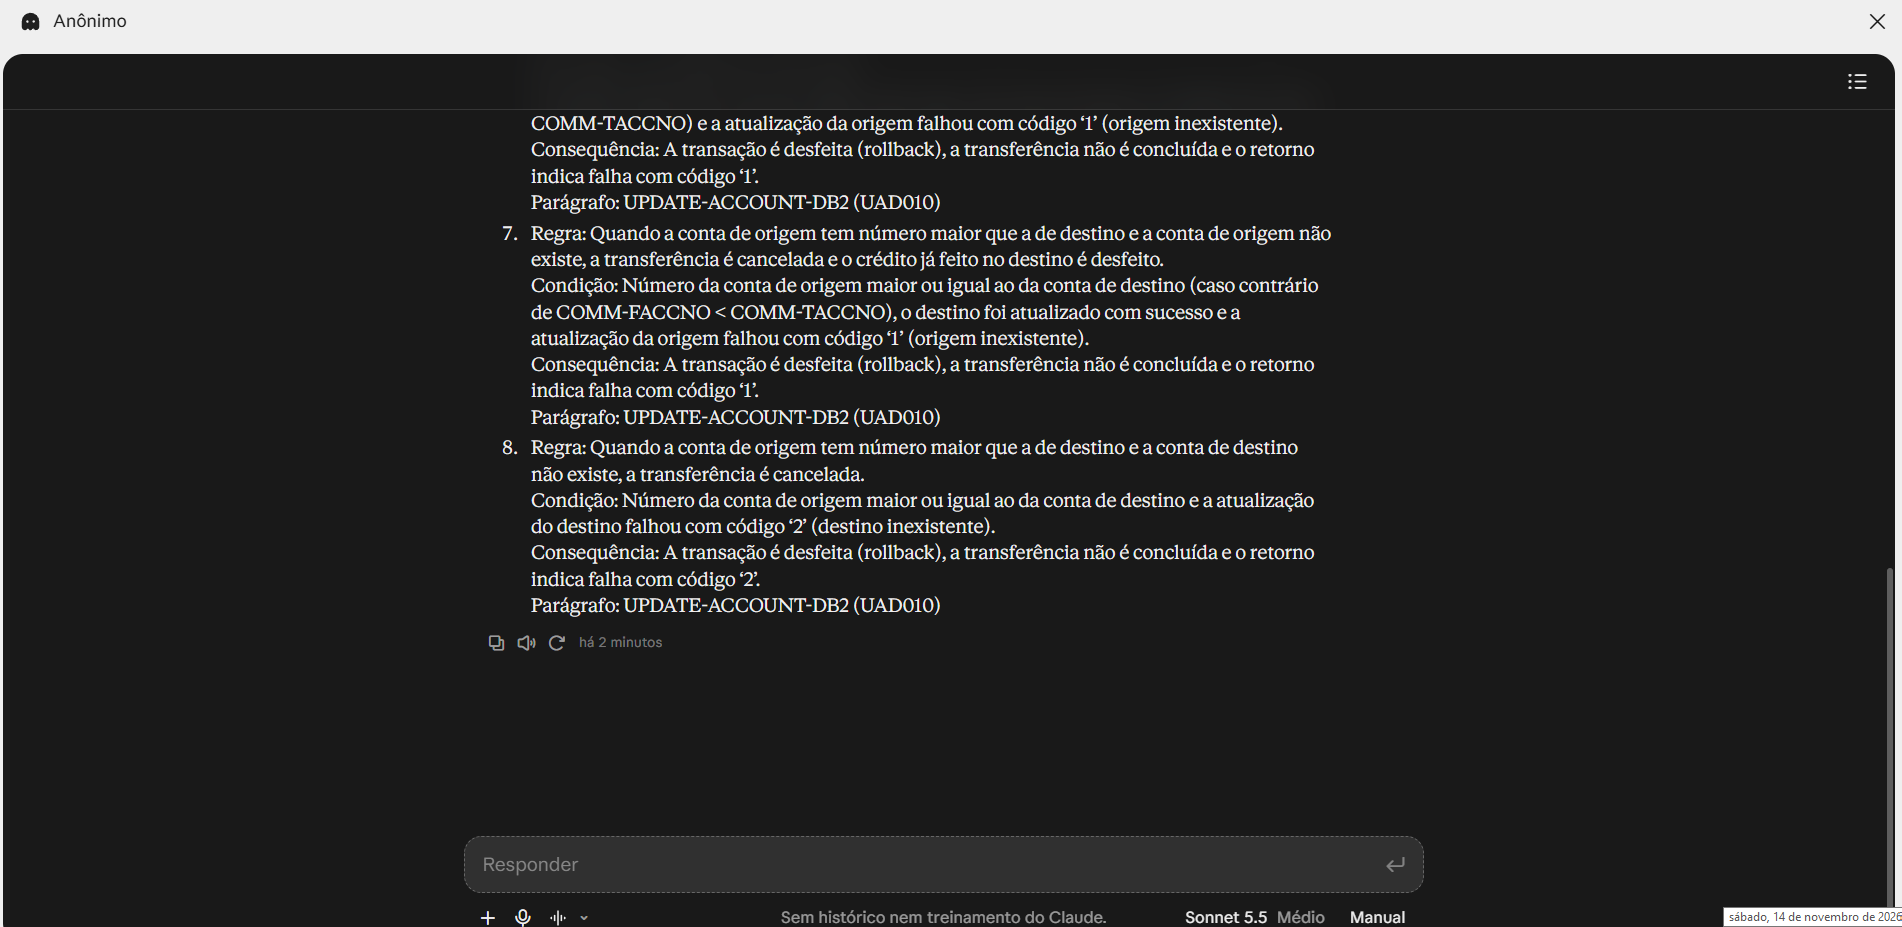 Anônimo
COMM-TACCNO) e a atualização da origem falhou com código ‘1’ (origem inexistente).
Consequência: A transação é desfeita (rollback), a transferência não é concluída e o retorno
indica falha com código ‘1’.
Parágrafo: UPDATE-ACCOUNT-DB2 (UAD010)
7. Regra: Quando a conta de origem tem número maior que a de destino e a conta de origem não
existe, a transferência é cancelada e o crédito já feito no destino é desfeito.
Condição: Número da conta de origem maior ou igual ao da conta de destino (caso contrário
de COMM-FACCNO < COMM-TACCNO), o destino foi atualizado com sucesso e a
atualização da origem falhou com código ‘1’ (origem inexistente).
Consequência: A transação é desfeita (rollback), a transferência não é concluída e o retorno
indica falha com código ‘1’.
Parágrafo: UPDATE-ACCOUNT-DB2 (UAD010)
8. Regra: Quando a conta de origem tem número maior que a de destino e a conta de destino
não existe, a transferência é cancelada.
Condição: Número da conta de origem maior ou igual ao da conta de destino e a atualização
do destino falhou com código ‘2’ (destino inexistente).
Consequência: A transação é desfeita (rollback), a transferência não é concluída e o retorno
indica falha com código ‘2’.
Parágrafo: UPDATE-ACCOUNT-DB2 (UAD010)
há 2 minutos
Responder
Sem histórico nem treinamento do Claude. Sonnet 5.5 Médio Manual
sábado, 14 de novembro de 2026